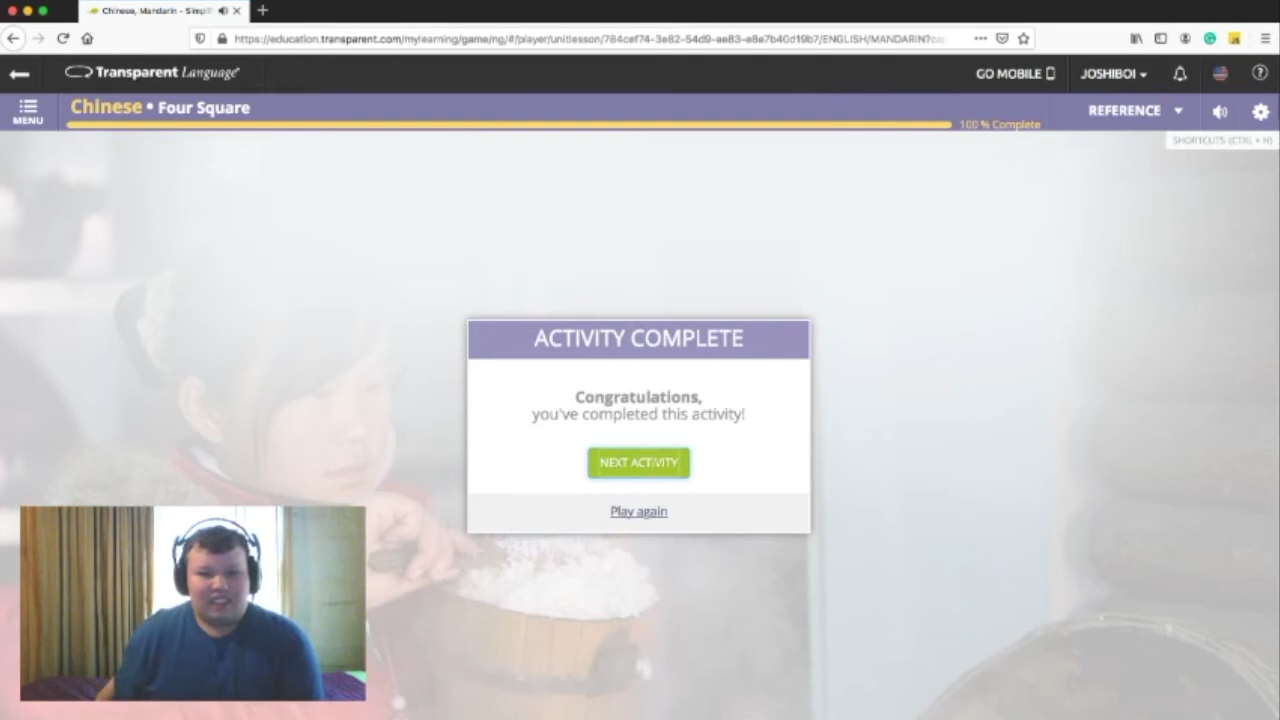 Chinese, Mandarin - Simpl
https://education.transparent.com/mylearning/game/ng/#/player/unitlesson/784cef74-3e82-54d9-ae83-e8e7b40d19b7/ENGLISH/MANDARIN?
Transparent Language
GO MOBILE
JOSHIBOI
MENU
Chinese • Four Square
100 % Complete
REFERENCE
SHORTCUTS (CTRL + H)
ACTIVITY COMPLETE
Congratulations,
you've completed this activity!
NEXT ACTIVITY
Play again